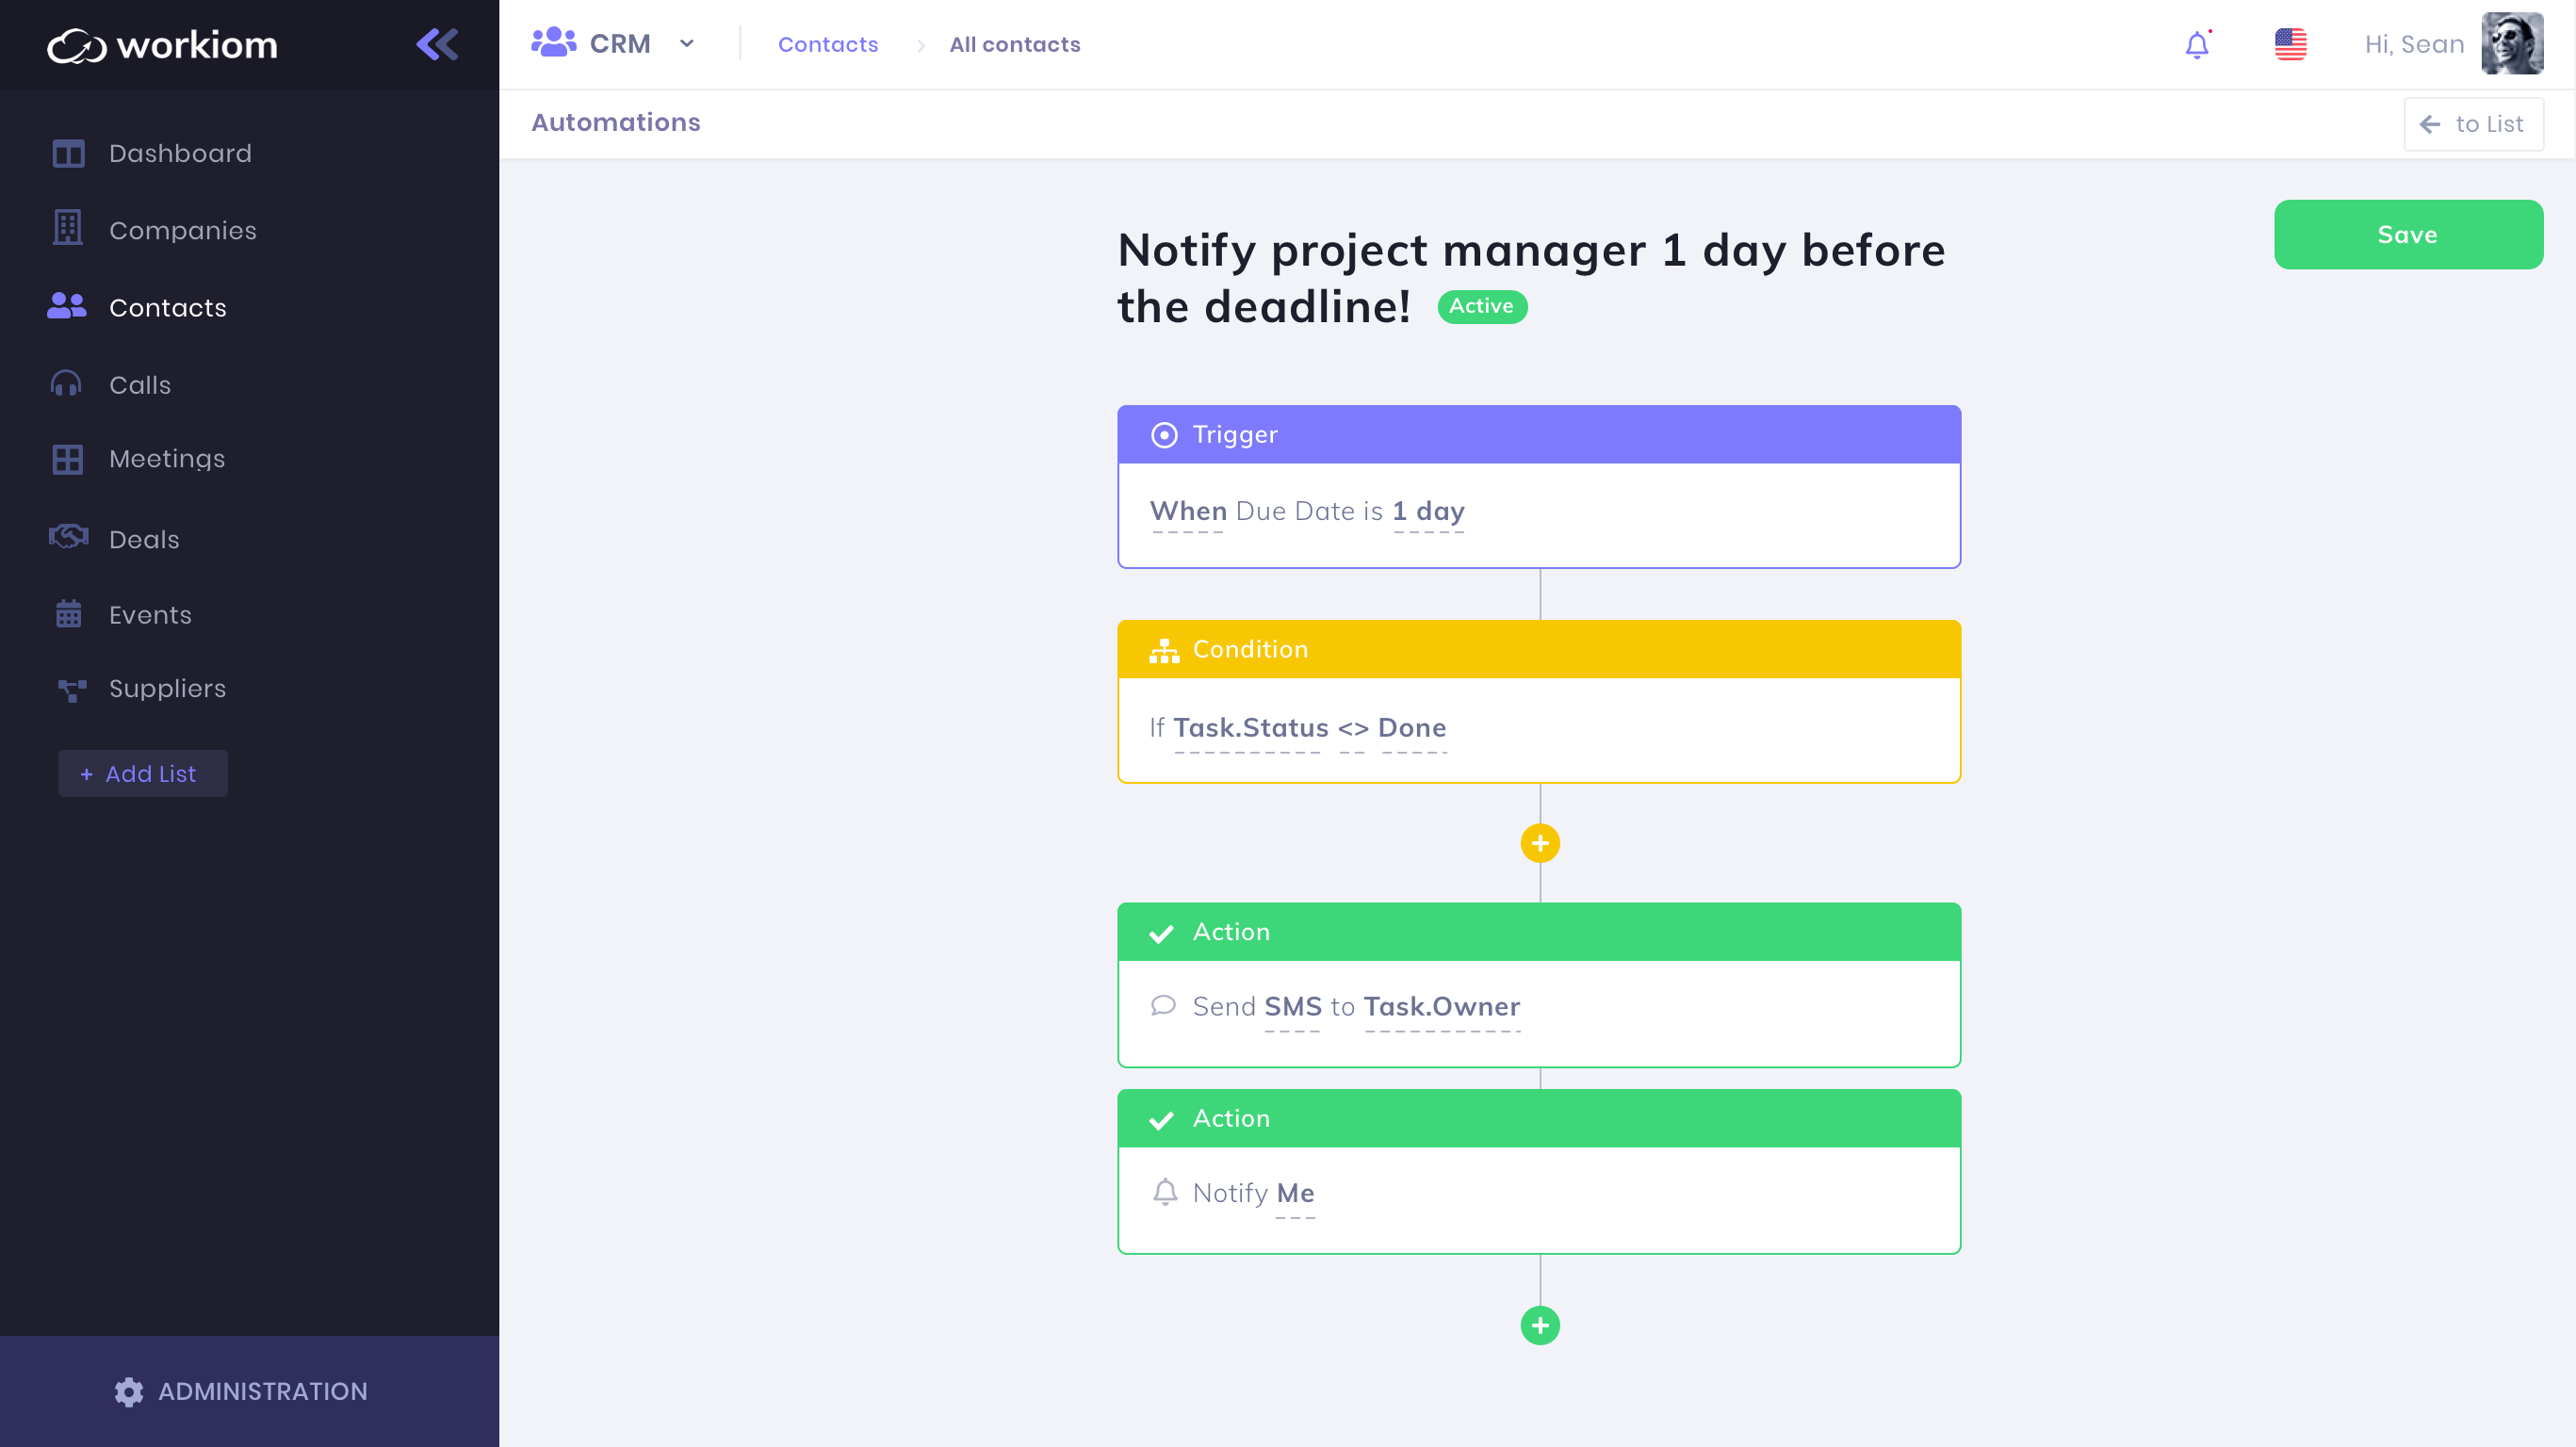 workiom
CRM
Contacts
All contacts
Hi, Sean
Automations
to List
Dashboard
Companies
Contacts
Calls
Meetings
Deals
Events
Suppliers
+ Add List
ADMINISTRATION
Save
Notify project manager 1 day before
the deadline! Active
Trigger
When Due Date is 1 day
Condition
If Task.Status <> Done
Action
Send SMS to Task.Owner
Action
Notify Me